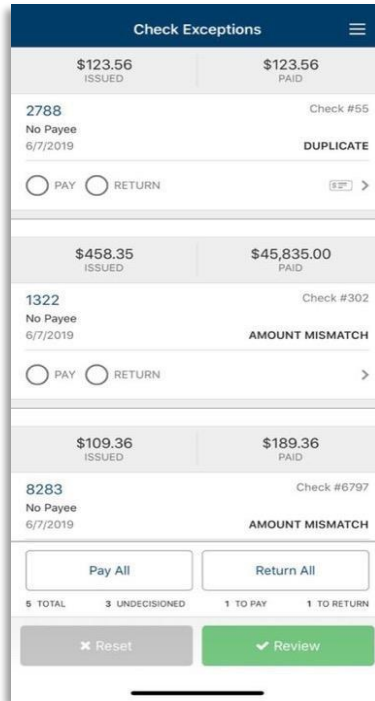 Check Exceptions
$123.56 $123.56
ISSUED PAID
2788 Check #55
No Payee
6/7/2019 DUPLICATE
PAY RETURN
$458.35 $45,835.00
ISSUED PAID
1322 Check #302
No Payee
6/7/2019 AMOUNT MISMATCH
PAY RETURN
$109.36 $189.36
ISSUED PAID
8283 Check #6797
No Payee
6/7/2019 AMOUNT MISMATCH
Pay All Return All
5 TOTAL 3 UNDECISIONED 1 TO PAY 1 TO RETURN
Reset Review